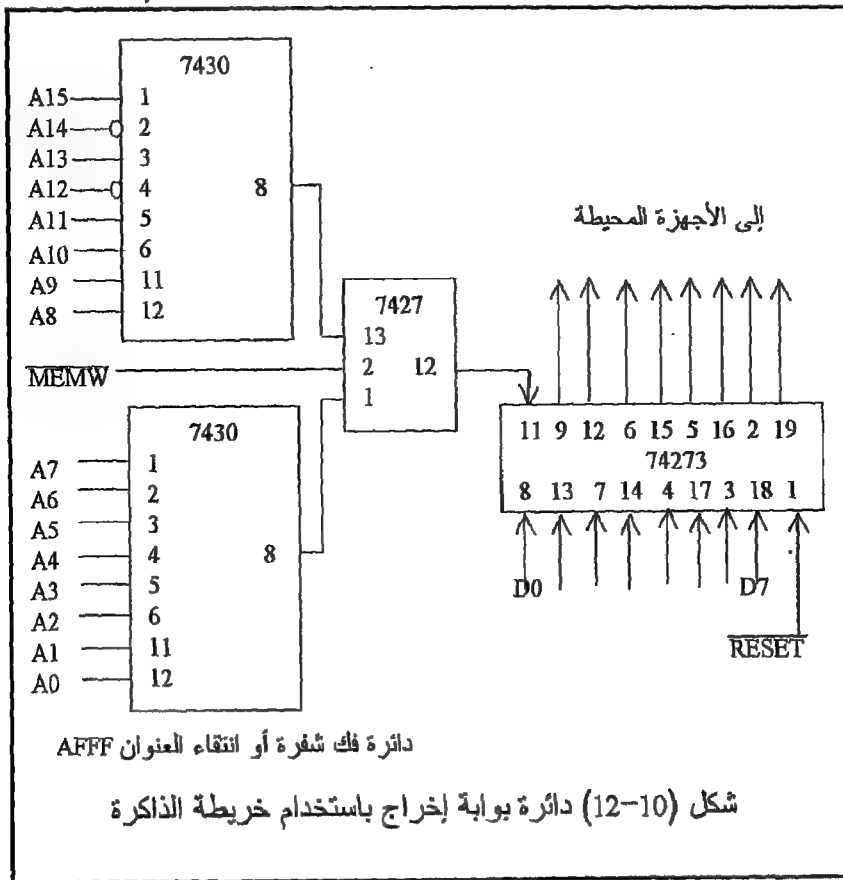 7430
A15 1
A14 2
A13 3
A12 4 8
A11 5
A10 6
A9 11
A8 12
إلى الأجهزة المحيطة
7427
13
MEMW 2 12
1
7430
A7 1
A6 2
A5 3
A4 4 8
A3 5
A2 6
A1 11
A0 12
11 9 12 6 15 5 16 2 19
74273
8 13 7 14 4 17 3 18 1
D0 D7
RESET
دائرة فك شفرة أو انتقاء العنوان AFFF
شكل (10-12) دائرة بوابة إخراج باستخدام خريطة الذاكرة